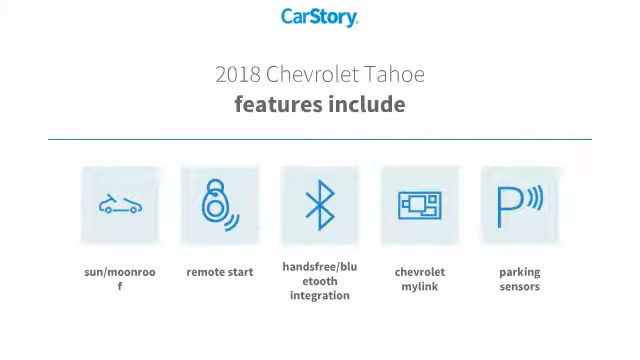 CarStory.
2018 Chevrolet Tahoe
features include
P
sun/moonroo
f
remote start
handsfree/blu
etooth
integration
chevrolet
mylink
parking
sensors